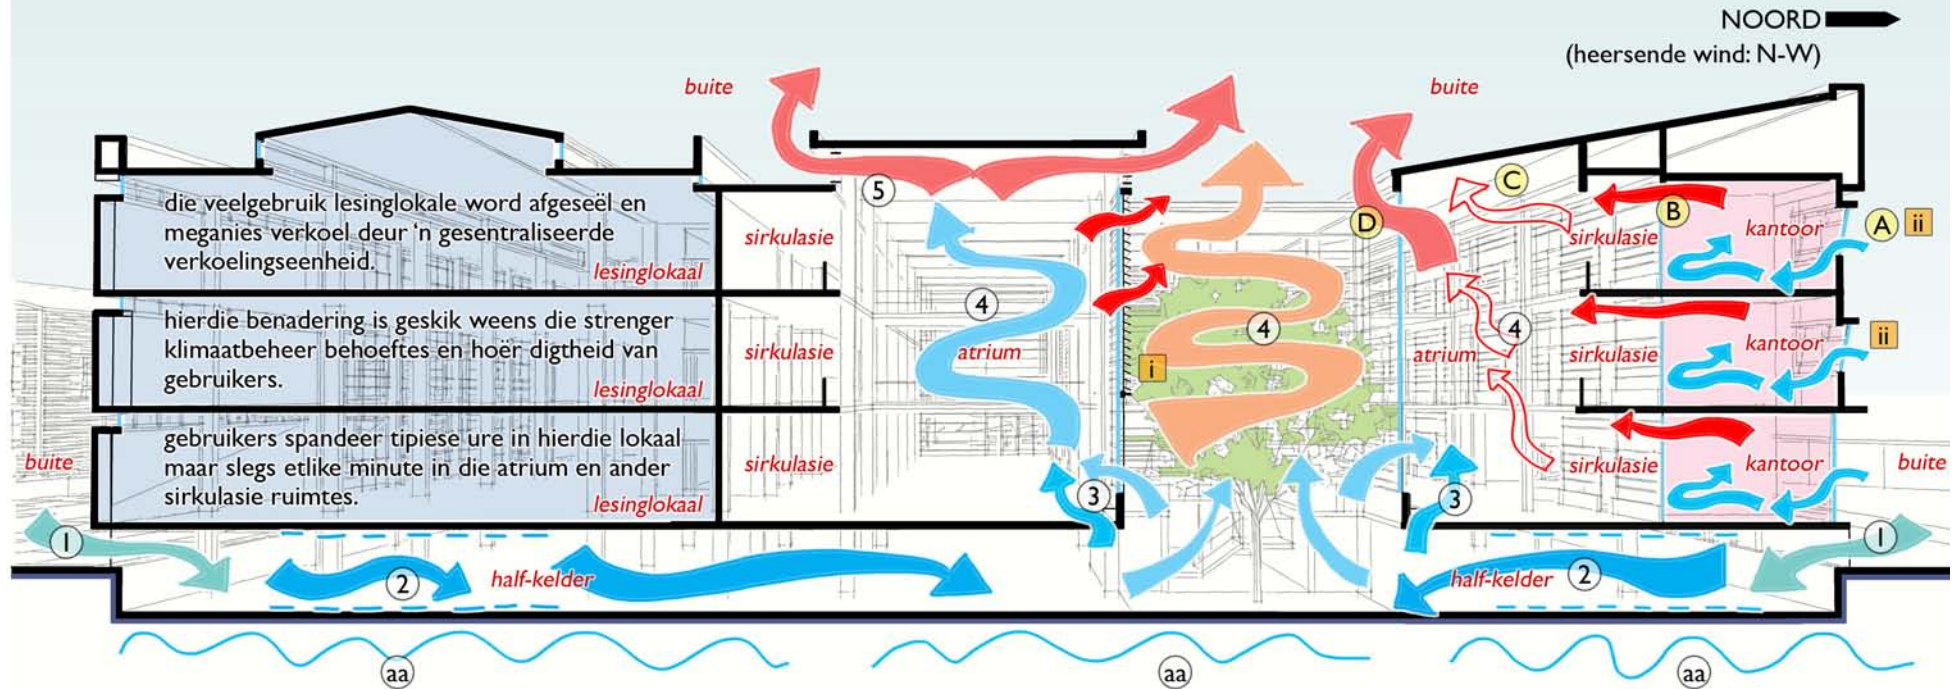 NOORD
(heersende wind: N-W)
buite
buite
die veelgebruik lesinglokale word afgeseël en
meganies verkoel deur 'n gesentraliseerde
verkoelingseenheid.
lesinglokaal
sirkulasie
5
C
B
D
A
ii
sirkulasie
kantoor
hierdie benadering is geskik weens die strenger
klimaatbeheer behoeftes en hoër digtheid van
gebruikers.
lesinglokaal
sirkulasie
4
atrium
i
4
atrium
4
sirkulasie
kantoor
ii
buite
gebruikers spandeer tipiese ure in hierdie lokaal
maar slegs etlike minute in die atrium en ander
sirkulasie ruimtes.
lesinglokaal
sirkulasie
3
3
sirkulasie
kantoor
buite
1
2
half-kelder
half-kelder
2
1
aa
aa
aa